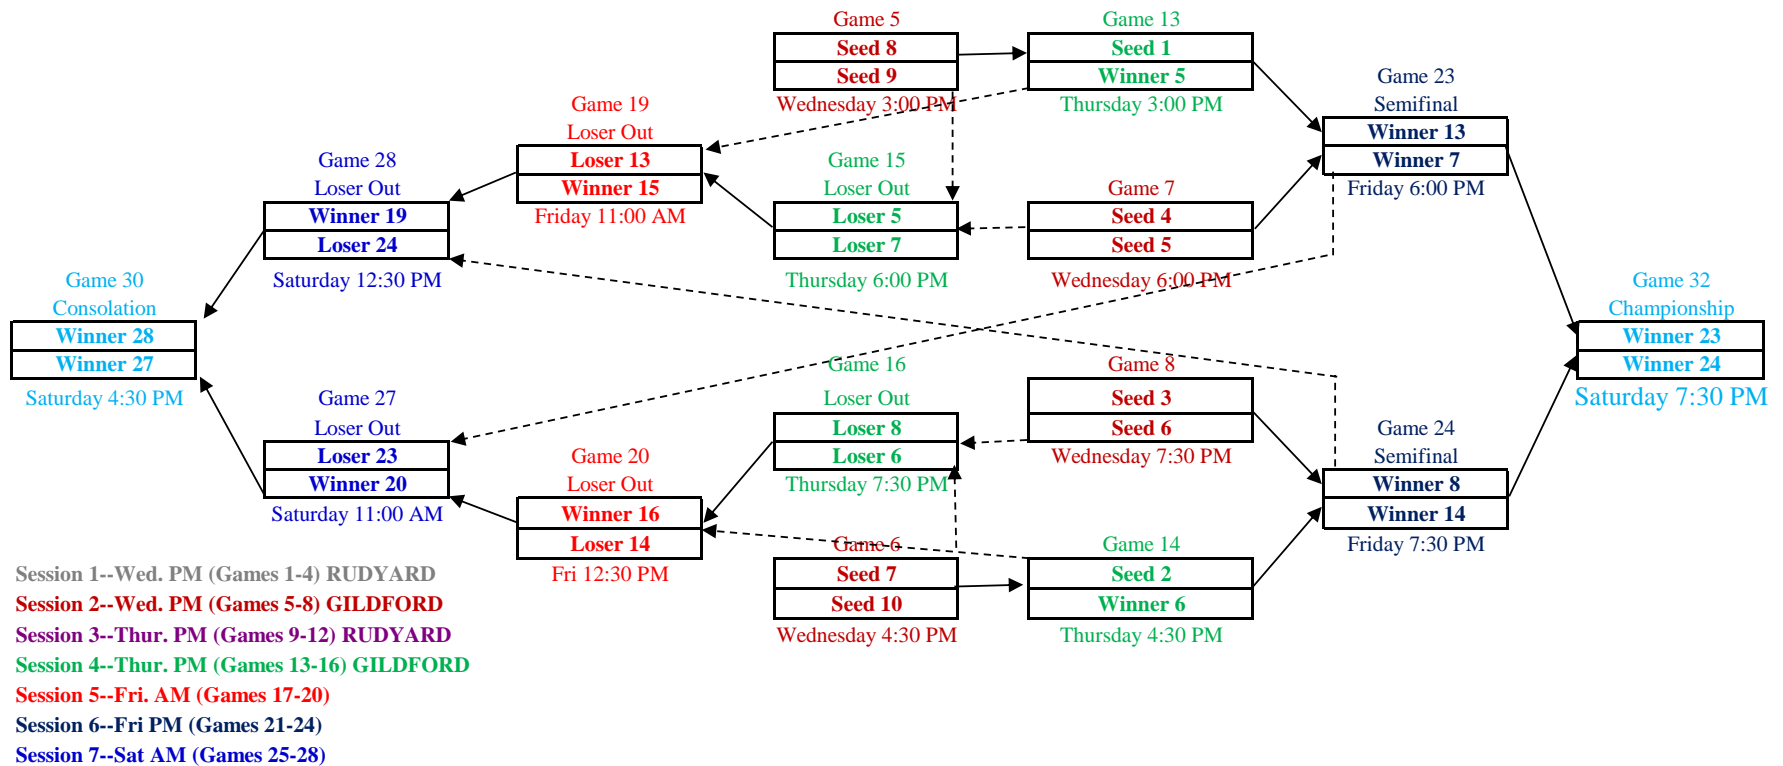 Game 5
Seed 8
Seed 9
Wednesday 3:00 PM
Game 13
Seed 1
Winner 5
Thursday 3:00 PM
Game 23
Semifinal
Winner 13
Winner 7
Friday 6:00 PM
Game 19
Loser Out
Loser 13
Winner 15
Friday 11:00 AM
Game 15
Loser Out
Loser 5
Loser 7
Thursday 6:00 PM
Game 7
Seed 4
Seed 5
Wednesday 6:00 PM
Game 28
Loser Out
Winner 19
Loser 24
Saturday 12:30 PM
Game 30
Consolation
Winner 28
Winner 27
Saturday 4:30 PM
Game 32
Championship
Winner 23
Winner 24
Saturday 7:30 PM
Game 16
Loser Out
Loser 8
Loser 6
Thursday 7:30 PM
Game 8
Seed 3
Seed 6
Wednesday 7:30 PM
Game 27
Loser Out
Loser 23
Winner 20
Saturday 11:00 AM
Game 24
Semifinal
Winner 8
Winner 14
Friday 7:30 PM
Game 20
Loser Out
Winner 16
Loser 14
Fri 12:30 PM
Game 6
Seed 7
Seed 10
Wednesday 4:30 PM
Game 14
Seed 2
Winner 6
Thursday 4:30 PM
Session 1--Wed. PM (Games 1-4) RUDYARD
Session 2--Wed. PM (Games 5-8) GILDFORD
Session 3--Thur. PM (Games 9-12) RUDYARD
Session 4--Thur. PM (Games 13-16) GILDFORD
Session 5--Fri. AM (Games 17-20)
Session 6--Fri PM (Games 21-24)
Session 7--Sat AM (Games 25-28)